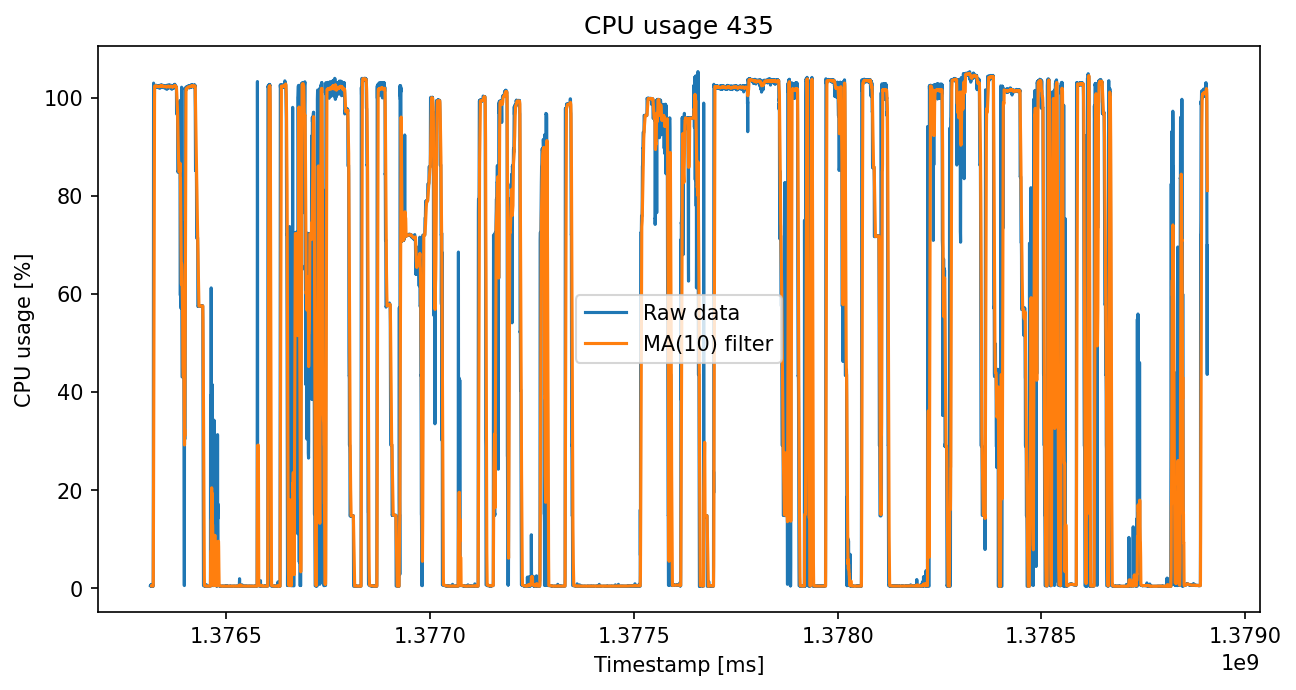 CPU usage 435
CPU usage [%]
100
80
60
40
20
0
Raw data
MA(10) filter
1.3765 1.3770 1.3775 1.3780 1.3785 1.3790
1e9
Timestamp [ms]